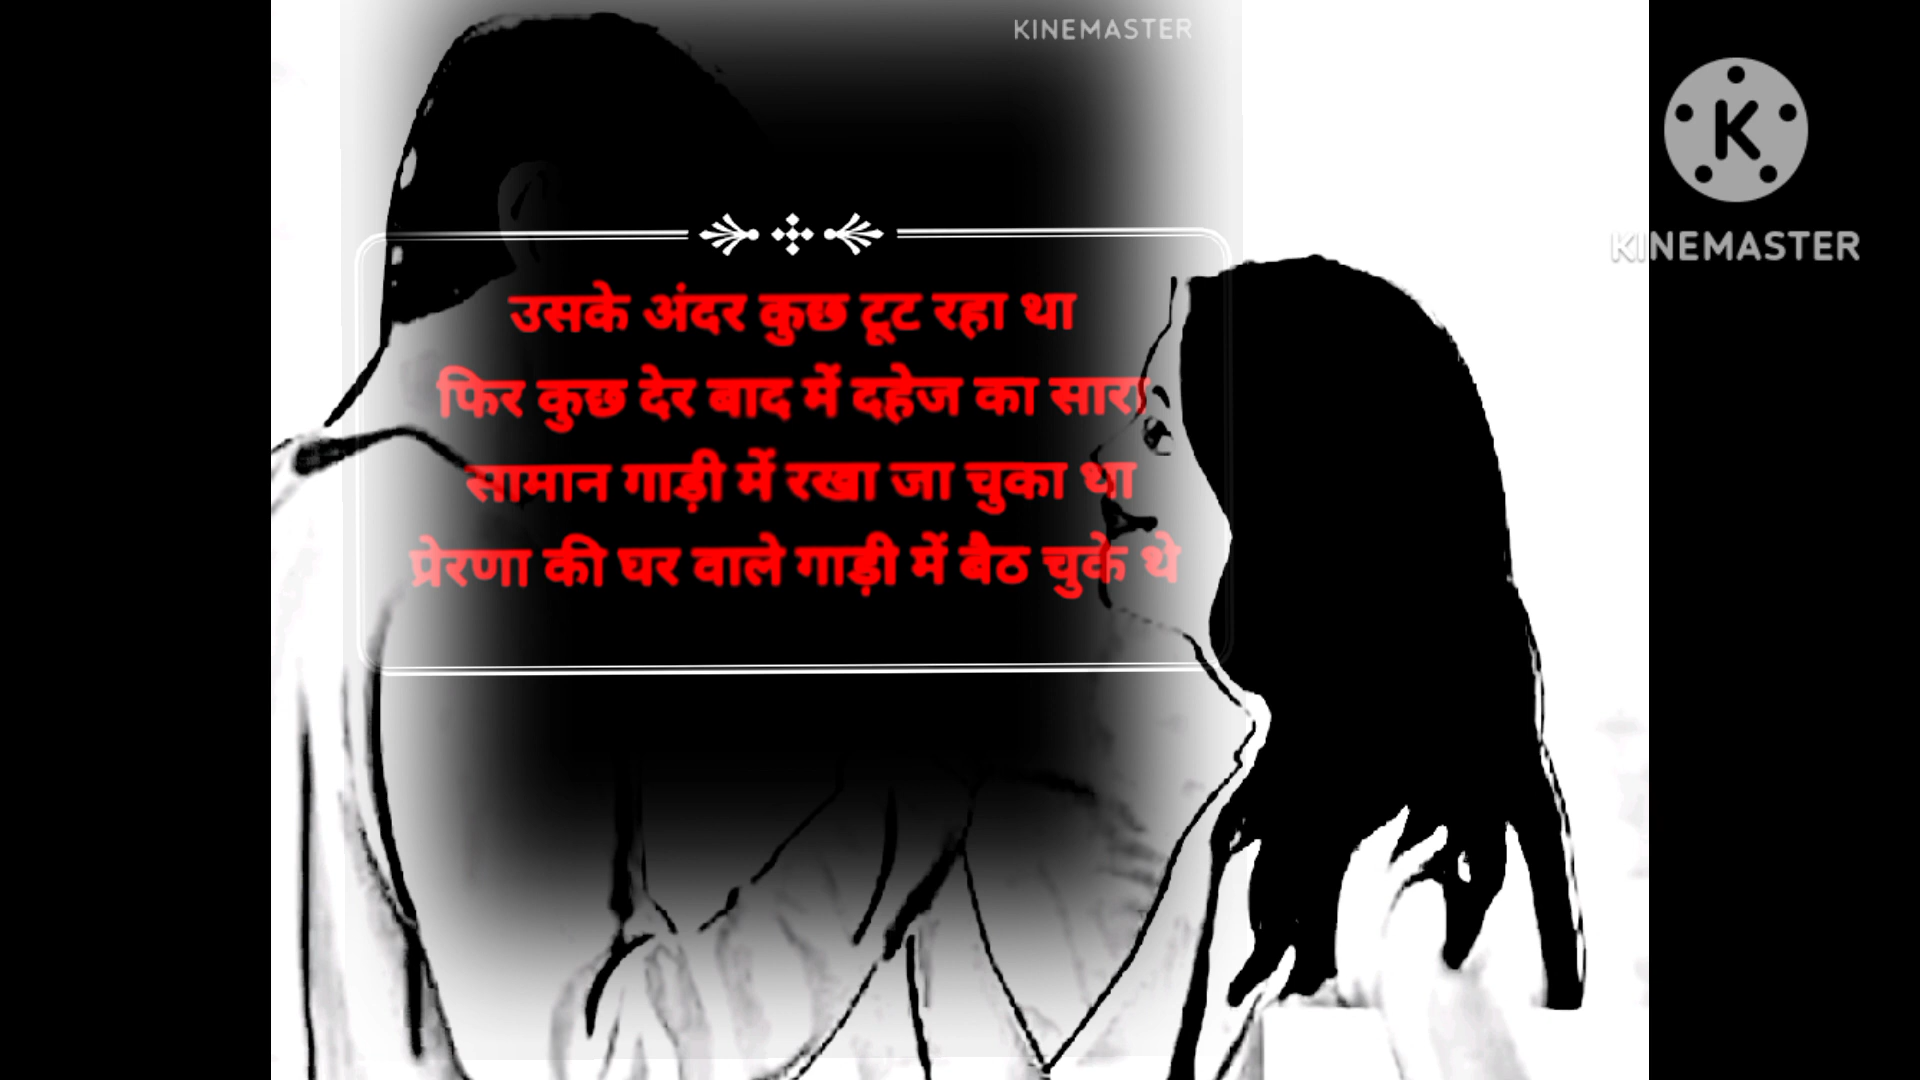 KINEMASTER
KINEMASTER
उसके अंदर कुछ टूट रहा था
फिर कुछ देर बाद में दहेज का सारा
सामान गाड़ी में रखा जा चुका था
प्रेरणा की घर वाले गाड़ी में बैठ चुके थे